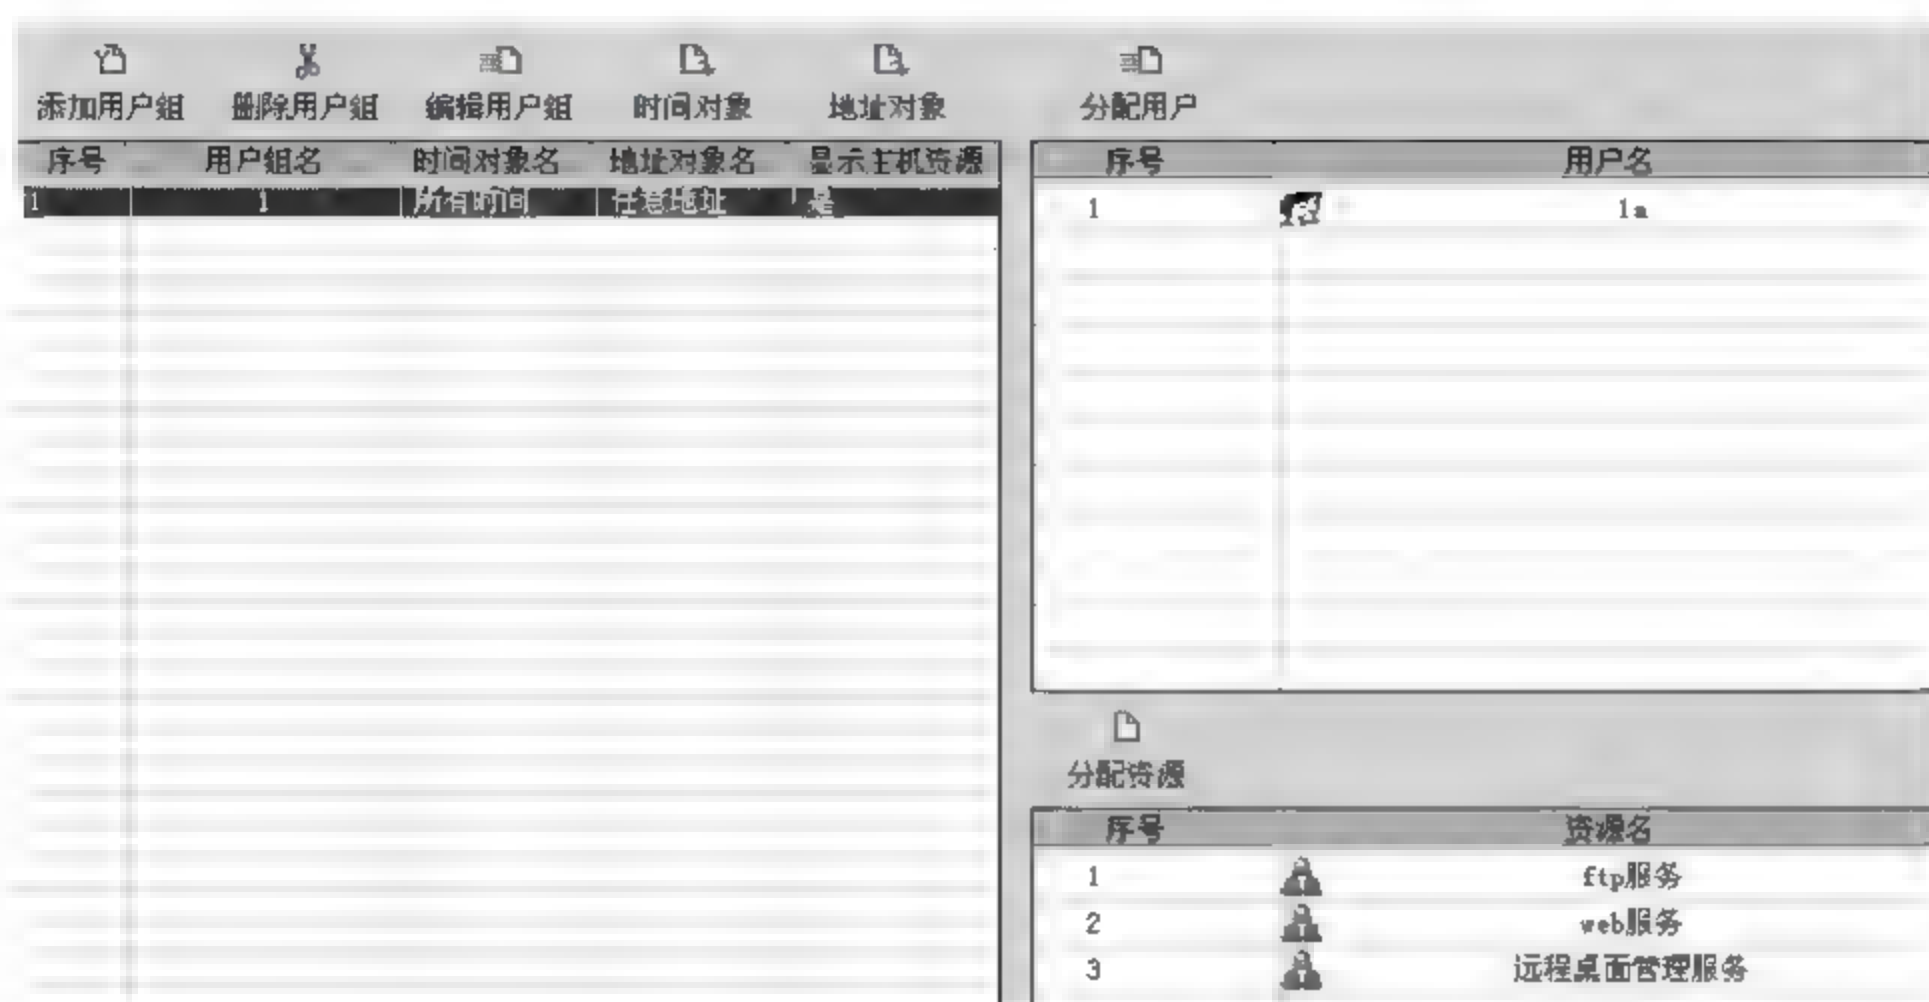 添加用户组 删除用户组 编辑用户组 时间对象 地址对象
序号 用户组名 时间对象名 地址对象名 显示主机资源
1 1 所有时间 任意地址 是
分配用户
序号 用户名
1 1a
分配资源
序号 资源名
1 ftp服务
2 web服务
3 远程桌面管理服务